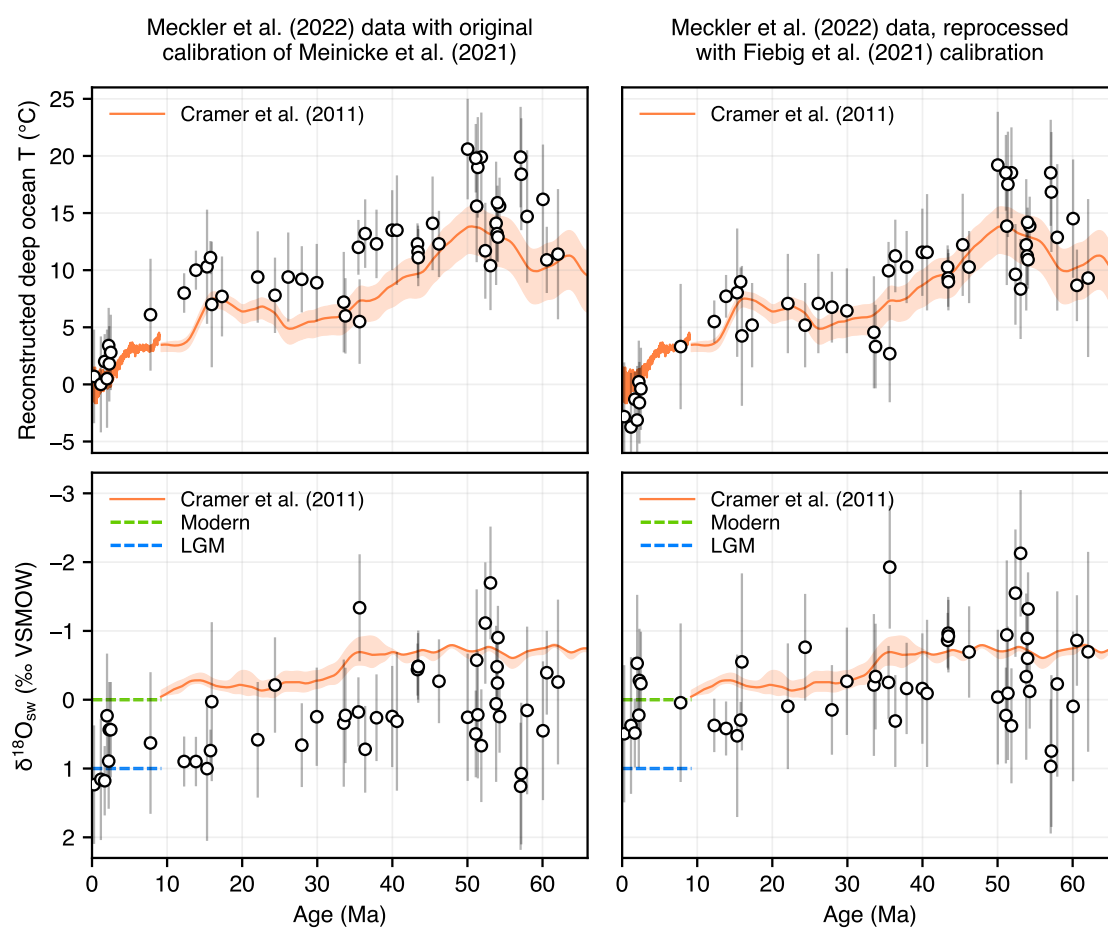 Meckler et al. (2022) data with original
calibration of Meinicke et al. (2021)
Meckler et al. (2022) data, reprocessed
with Fiebig et al. (2021) calibration
Reconstructed deep ocean T (°C)
25
20
15
10
5
0
−5
Cramer et al. (2011)
Cramer et al. (2011)
δ¹⁸Osw (‰ VSMOW)
−3
−2
−1
0
1
2
Cramer et al. (2011)
Modern
LGM
Cramer et al. (2011)
Modern
LGM
0 10 20 30 40 50 60
Age (Ma)
0 10 20 30 40 50 60
Age (Ma)